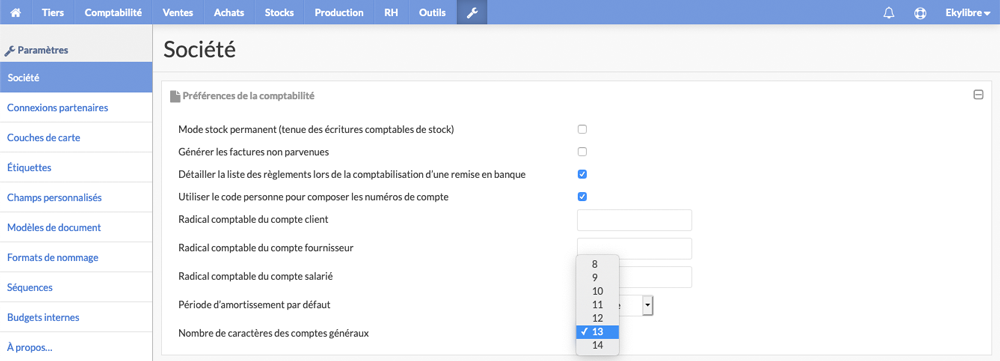 Tiers Comptabilité Ventes Achats Stocks Production RH Outils Ekylibre
Paramètres
Société
Connexions partenaires
Couches de carte
Étiquettes
Champs personnalisés
Modèles de document
Formats de nommage
Séquences
Budgets internes
À propos...
Société
Préférences de la comptabilité
Mode stock permanent (tenue des écritures comptables de stock)
Générer les factures non parvenues
Détailler la liste des règlements lors de la comptabilisation d'une remise en banque
Utiliser le code personne pour composer les numéros de compte
Radical comptable du compte client
Radical comptable du compte fournisseur
Radical comptable du compte salarié
Période d'amortissement par défaut
Nombre de caractères des comptes généraux
8
9
10
11
12
✓ 13
14